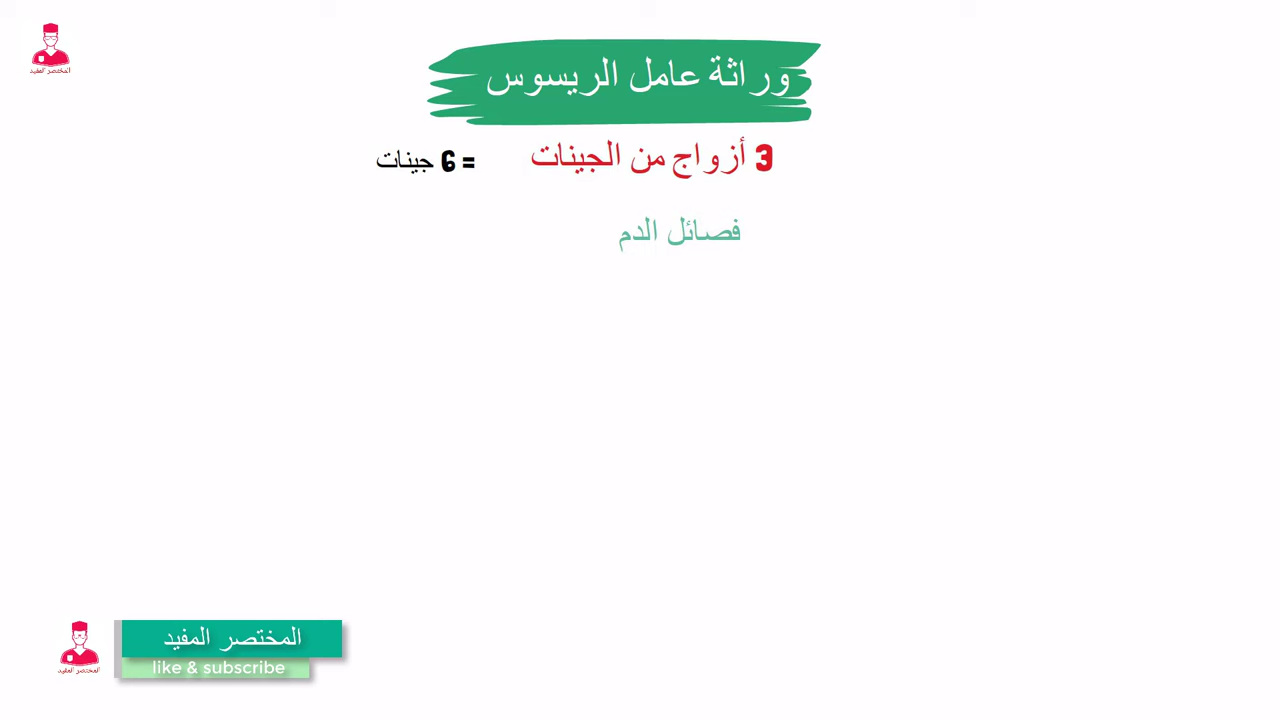 المختصر المفيد
وراثة عامل الريسوس
3 أزواج من الجينات = 6 جينات
فصائل الدم
المختصر المفيد
المختصر المفيد
like & subscribe